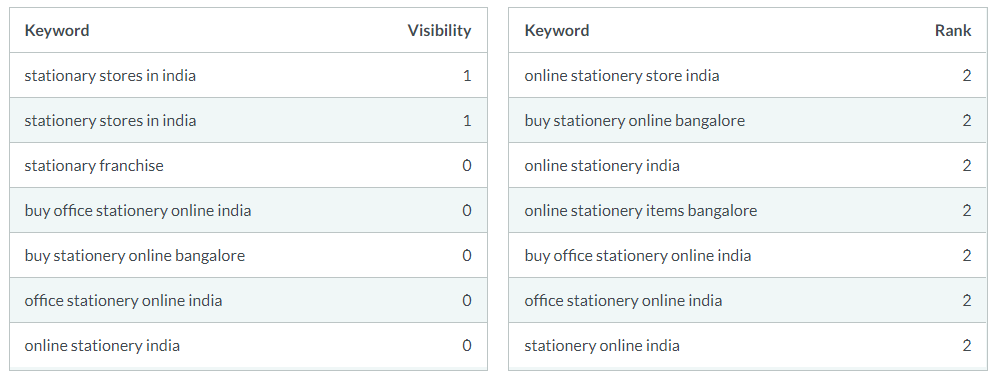 Keyword Visibility
stationary stores in india 1
stationery stores in india 1
stationary franchise 0
buy office stationery online india 0
buy stationery online bangalore 0
office stationery online india 0
online stationery india 0
Keyword Rank
online stationery store india 2
buy stationery online bangalore 2
online stationery india 2
online stationery items bangalore 2
buy office stationery online india 2
office stationery online india 2
stationery online india 2